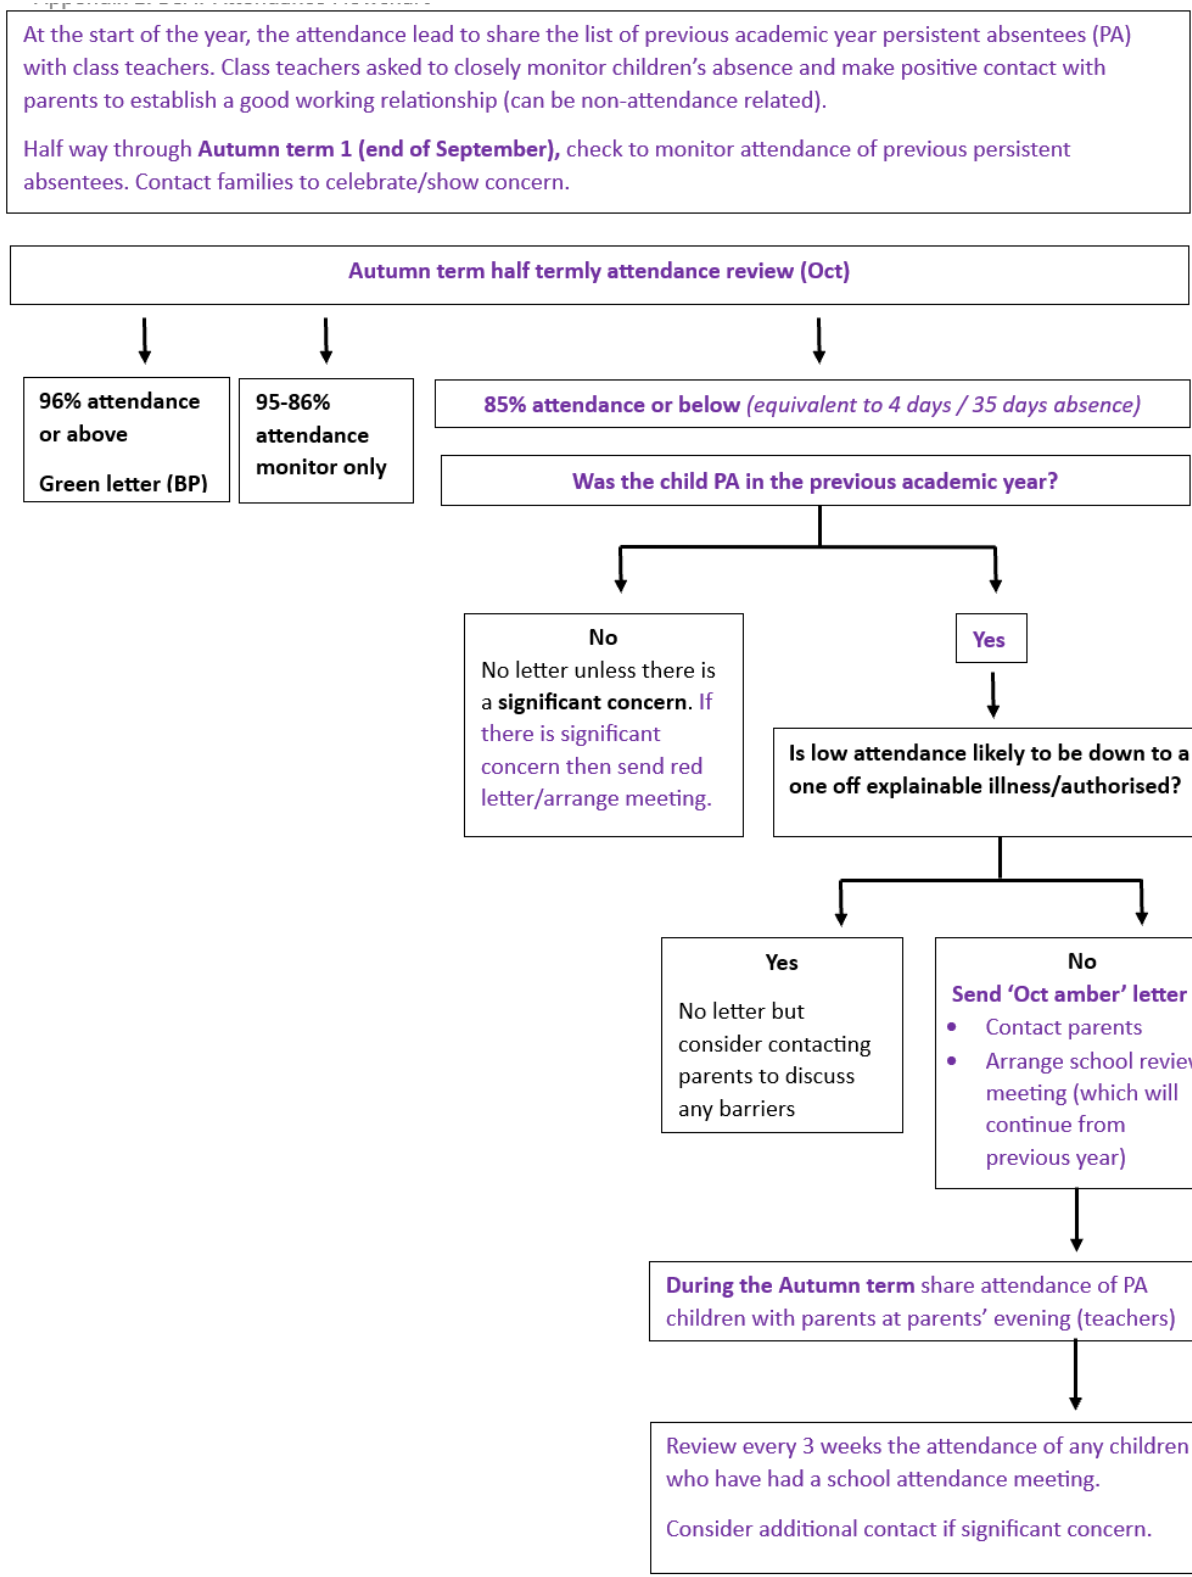 At the start of the year, the attendance lead to share the list of previous academic year persistent absentees (PA)
with class teachers. Class teachers asked to closely monitor children’s absence and make positive contact with
parents to establish a good working relationship (can be non-attendance related).
Half way through Autumn term 1 (end of September), check to monitor attendance of previous persistent
absentees. Contact families to celebrate/show concern.
Autumn term half termly attendance review (Oct)
96% attendance
or above
Green letter (BP)
95-86%
attendance
monitor only
85% attendance or below (equivalent to 4 days / 35 days absence)
Was the child PA in the previous academic year?
No
No letter unless there is
a significant concern. If
there is significant
concern then send red
letter/arrange meeting.
Yes
Is low attendance likely to be down to a
one off explainable illness/authorised?
Yes
No letter but
consider contacting
parents to discuss
any barriers
No
Send ‘Oct amber’ letter
• Contact parents
• Arrange school review
meeting (which will
continue from
previous year)
During the Autumn term share attendance of PA
children with parents at parents’ evening (teachers)
Review every 3 weeks the attendance of any children
who have had a school attendance meeting.
Consider additional contact if significant concern.